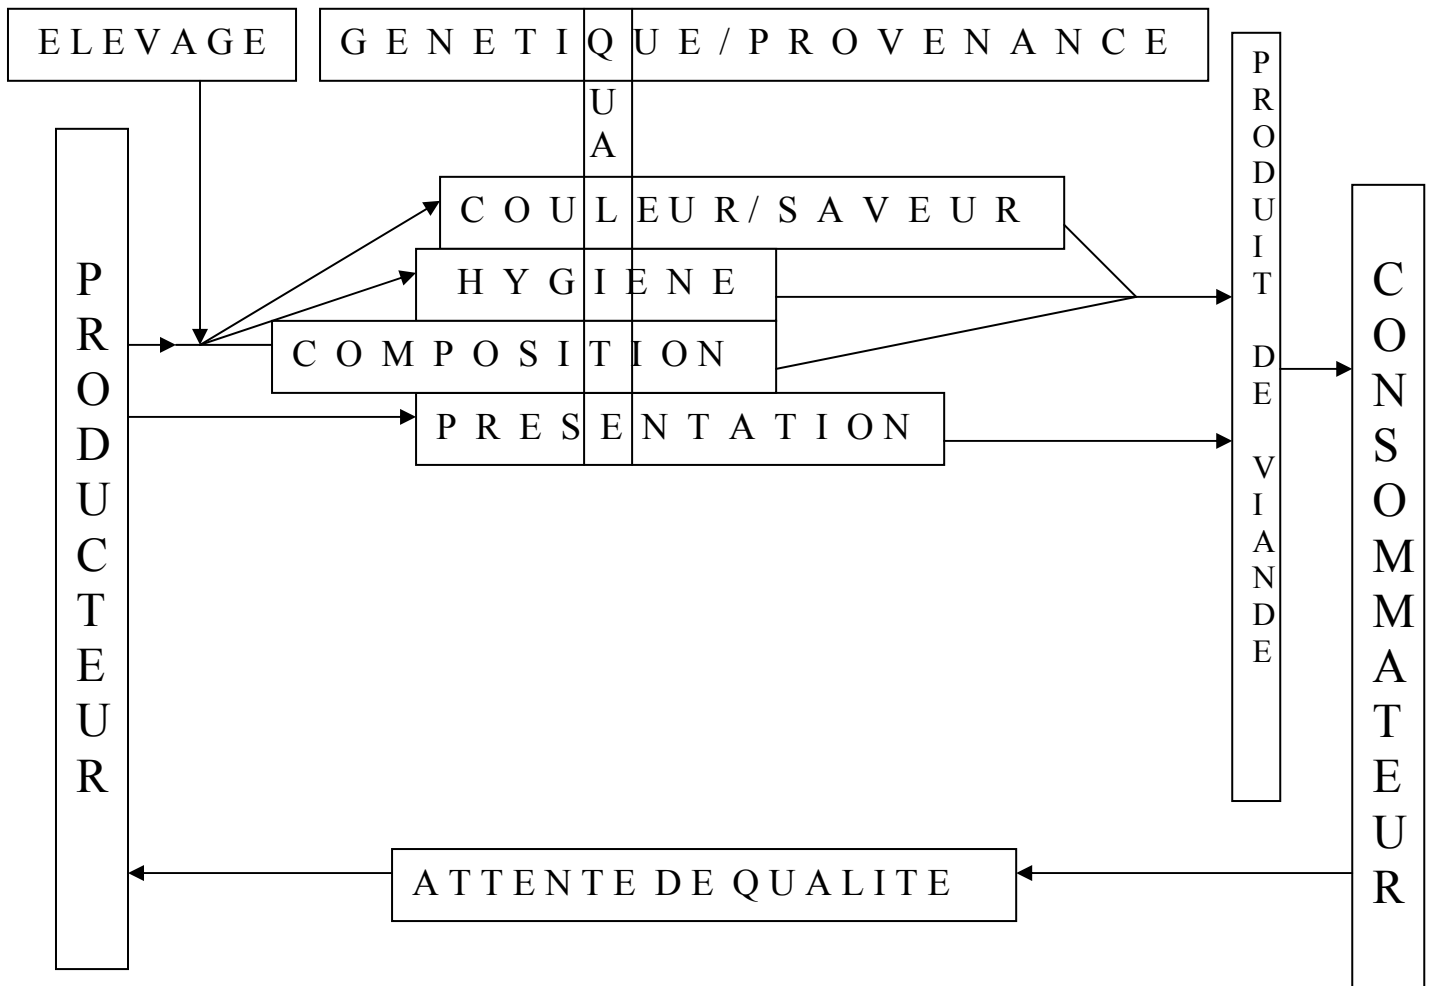 ELEVAGE
GENETIQUE/PROVENANCE
QUALITE
COULEUR/SAVEUR
HYGIENE
COMPOSITION
PRESENTATION
PRODUCTEUR
PRODUIT DE VIANDE
CONSOMMATEUR
ATTENTE DE QUALITE